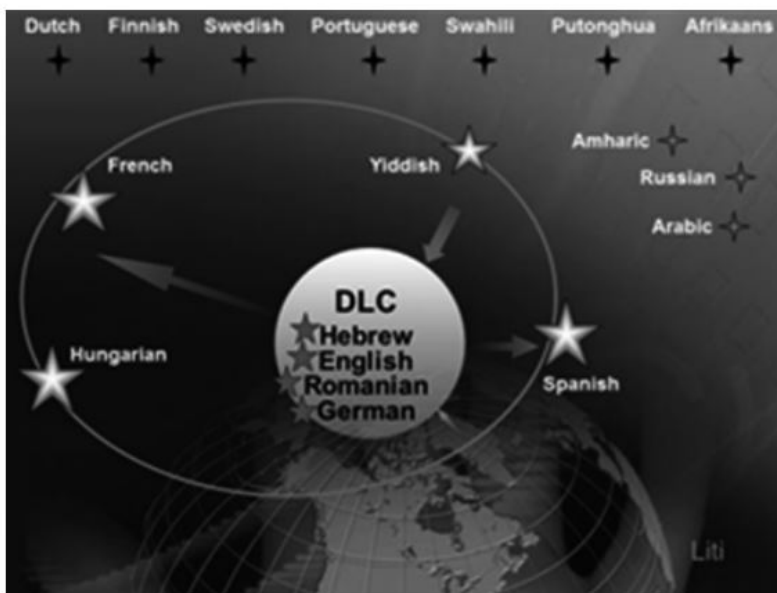 Dutch Finnish Swedish Portuguese Swahili Putonghua Afrikaans
Amharic
French
Yiddish
Russian
Arabic
DLC
Hebrew
English
Romanian
German
Hungarian
Spanish
Liti